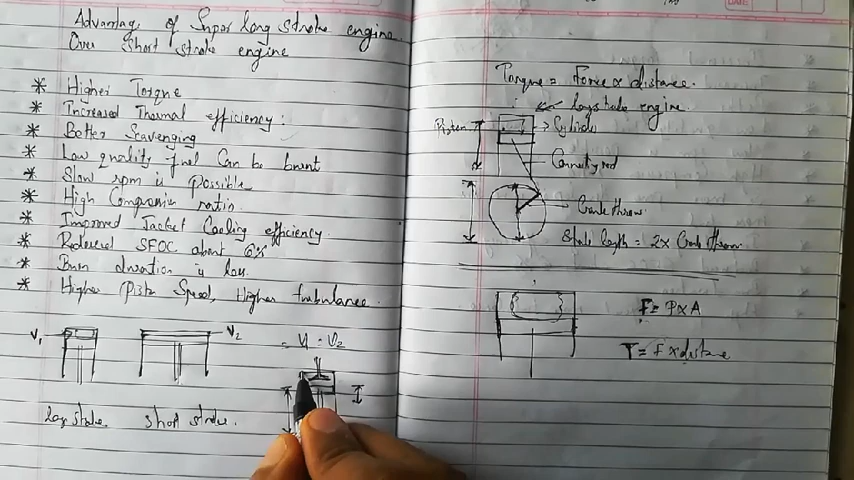 Advantag of Super long stroke engine
Over Short stroke engine
* Higher Torque
* Increased Thermal efficiency:
* Better Scavenging
* Low quality fuel Can be burnt
* Slow rpm is possible
* High Compression ratio.
* Improved Jacket Cooling efficiency
* Reduced SFOC about 6%
* Burn duration is less.
* Higher Piston Speed, Higher turbulance.
V1
V2
= V1 = V2
long stroke
short stroke.
Torque = Force x distance.
long stroke engine.
Piston
Cylinder
Connecting rod
Crank throw
Stroke length = 2x Crank throw
F = P x A
T = F x distance
DATE